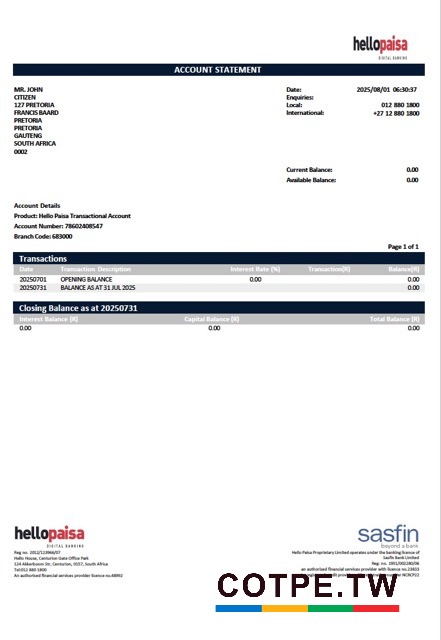 hellopaisa
DIGITAL BANKING
ACCOUNT STATEMENT
MR. JOHN
CITIZEN
127 PRETORIA
FRANCIS BAARD
PRETORIA
PRETORIA
GAUTENG
SOUTH AFRICA
0002
Date: 2025/08/01 06:30:37
Enquiries:
Local: 012 880 1800
International: +27 12 880 1800
Current Balance: 0.00
Available Balance: 0.00
Account Details
Product: Hello Paisa Transactional Account
Account Number: 78602408547
Branch Code: 683000
Page 1 of 1
Transactions
Date Transaction Description Interest Rate (%) Transaction(R) Balance(R)
20250701 OPENING BALANCE 0.00 0.00
20250731 BALANCE AS AT 31 JUL 2025 0.00
Closing Balance as at 20250731
Interest Balance (R) Capital Balance (R) Total Balance (R)
0.00 0.00 0.00
hellopaisa
DIGITAL BANKING
Reg no. 2012/123966/07
Hello House, Centurion Gate Office Park
124 Akkerboom Str, Centurion, 0157, South Africa
Tel:012 880 1800
An authorised financial services provider licence no.48892
sasfin
beyond a bank
Hello Paisa Proprietary Limited operates under the banking licence of
Sasfin Bank Limited
Reg no. 1951/002280/06
an authorised financial services provider licence no.23833
NCRCP22
COTPE.TW